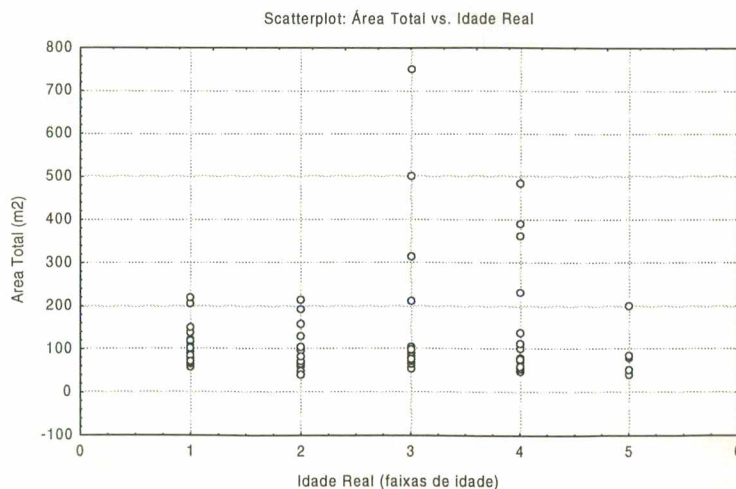 Scatterplot: Área Total vs. Idade Real
Area Total (m2)
800
700
600
500
400
300
200
100
0
-100
0 1 2 3 4 5 6
Idade Real (faixas de idade)